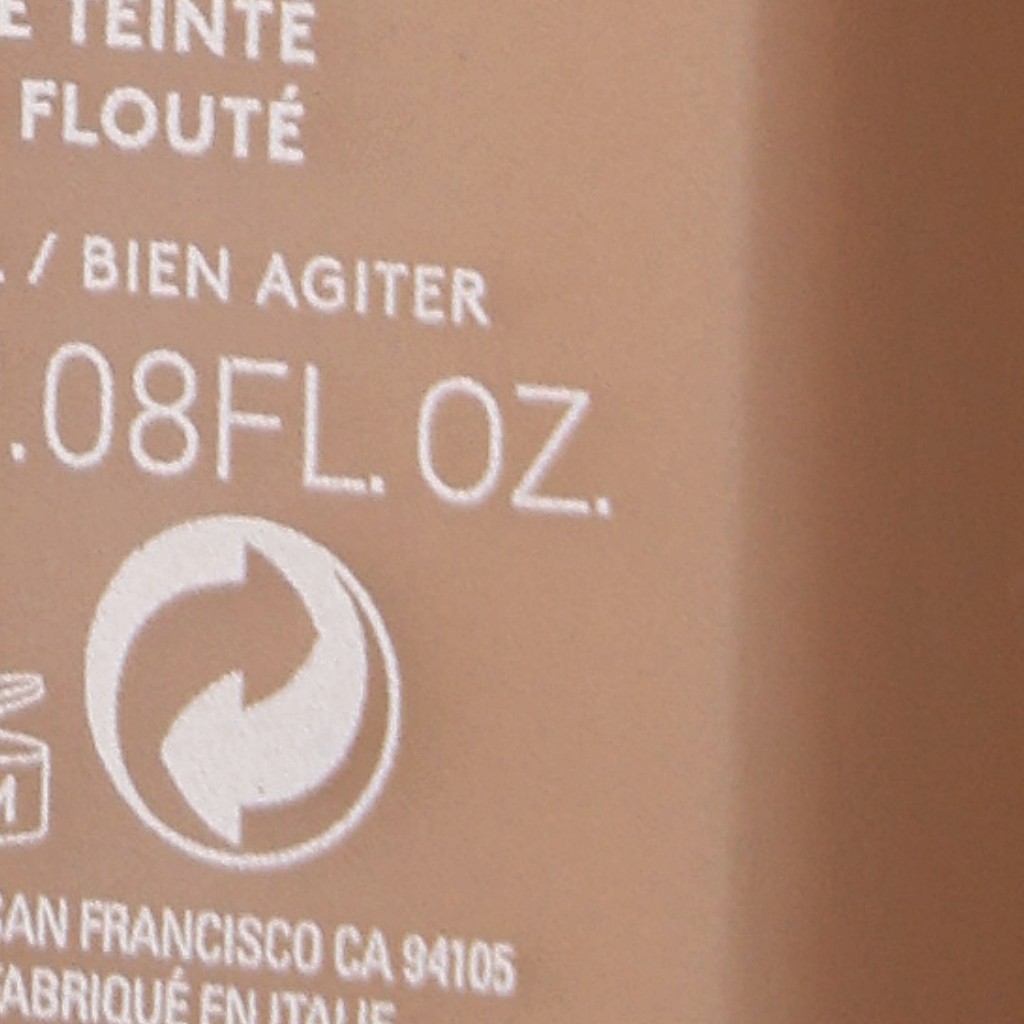 TEINTE
FLOUTÉ
/ BIEN AGITER
.08FL. OZ.
M
SAN FRANCISCO CA 94105
FABRIQUÉ EN ITALIE